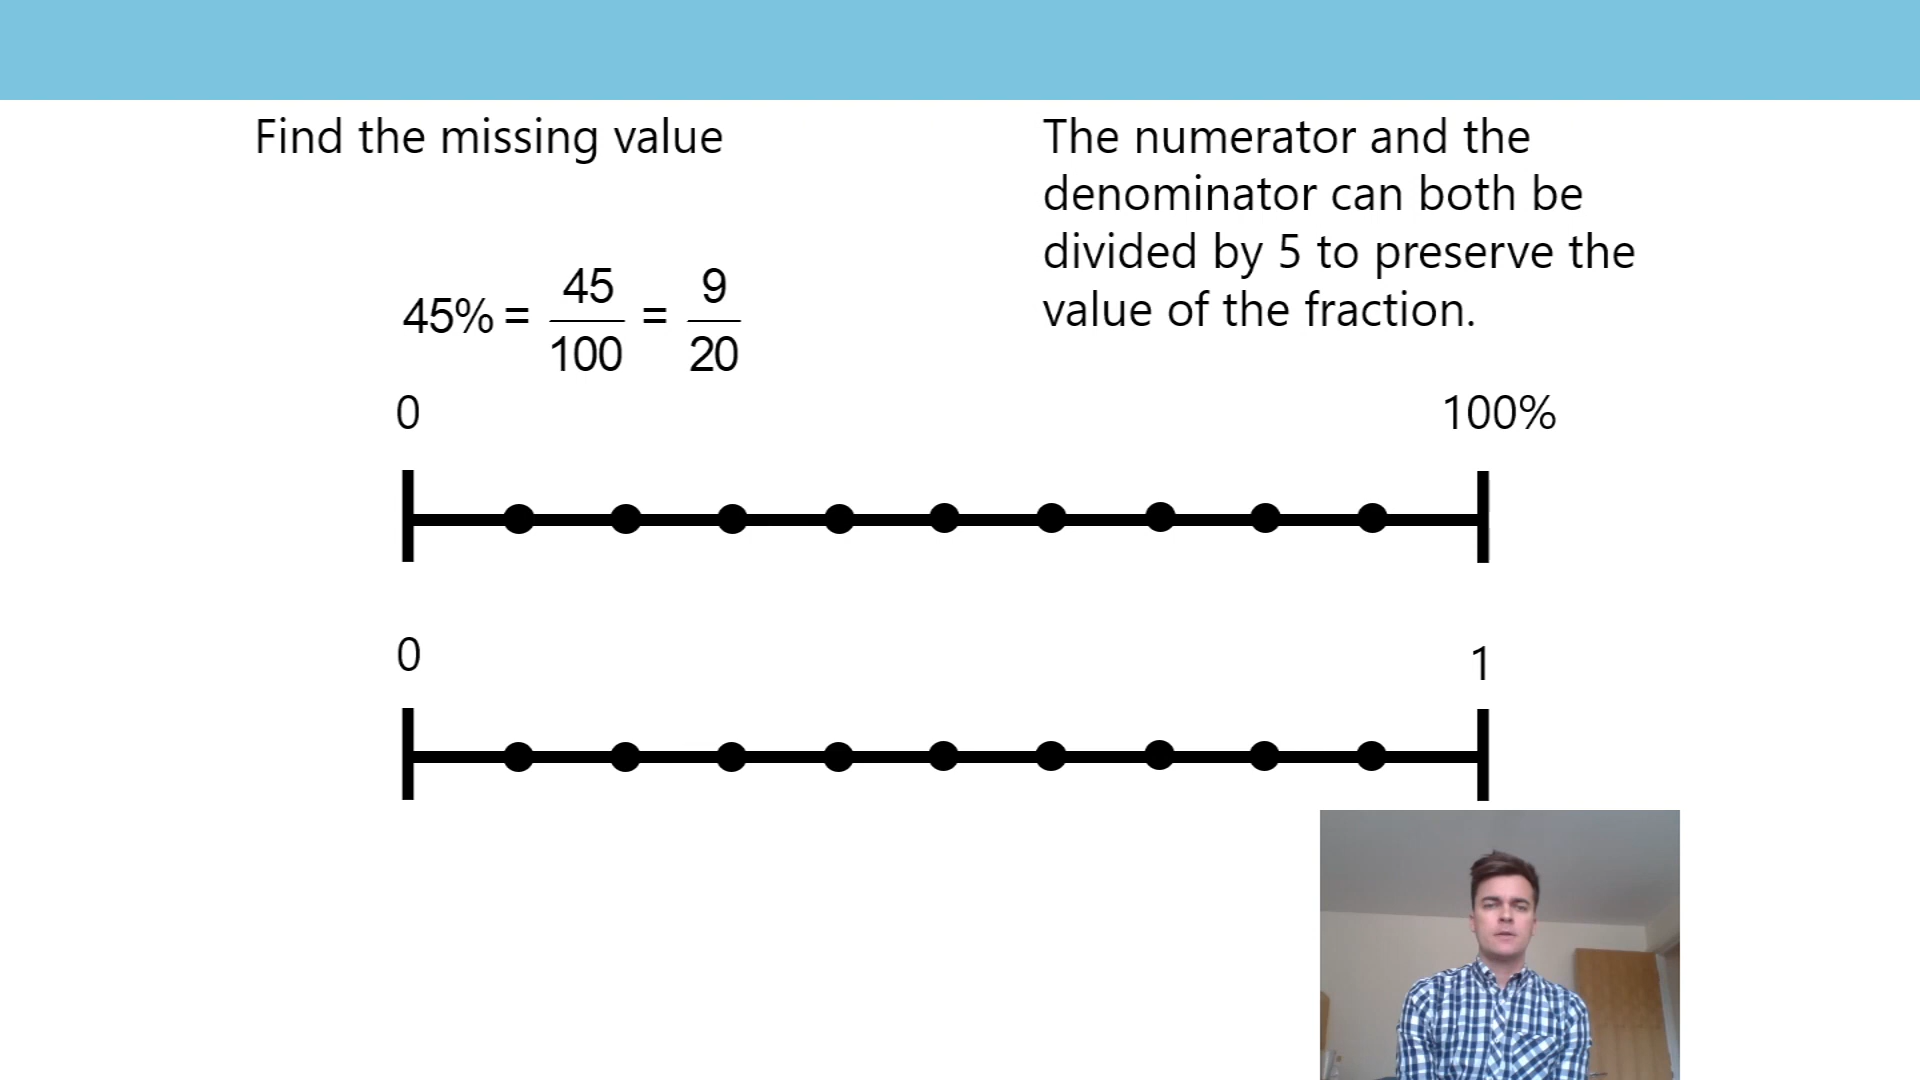 Find the missing value
The numerator and the
denominator can both be
divided by 5 to preserve the
value of the fraction.
45% = 45/100 = 9/20
0 100%
0 1